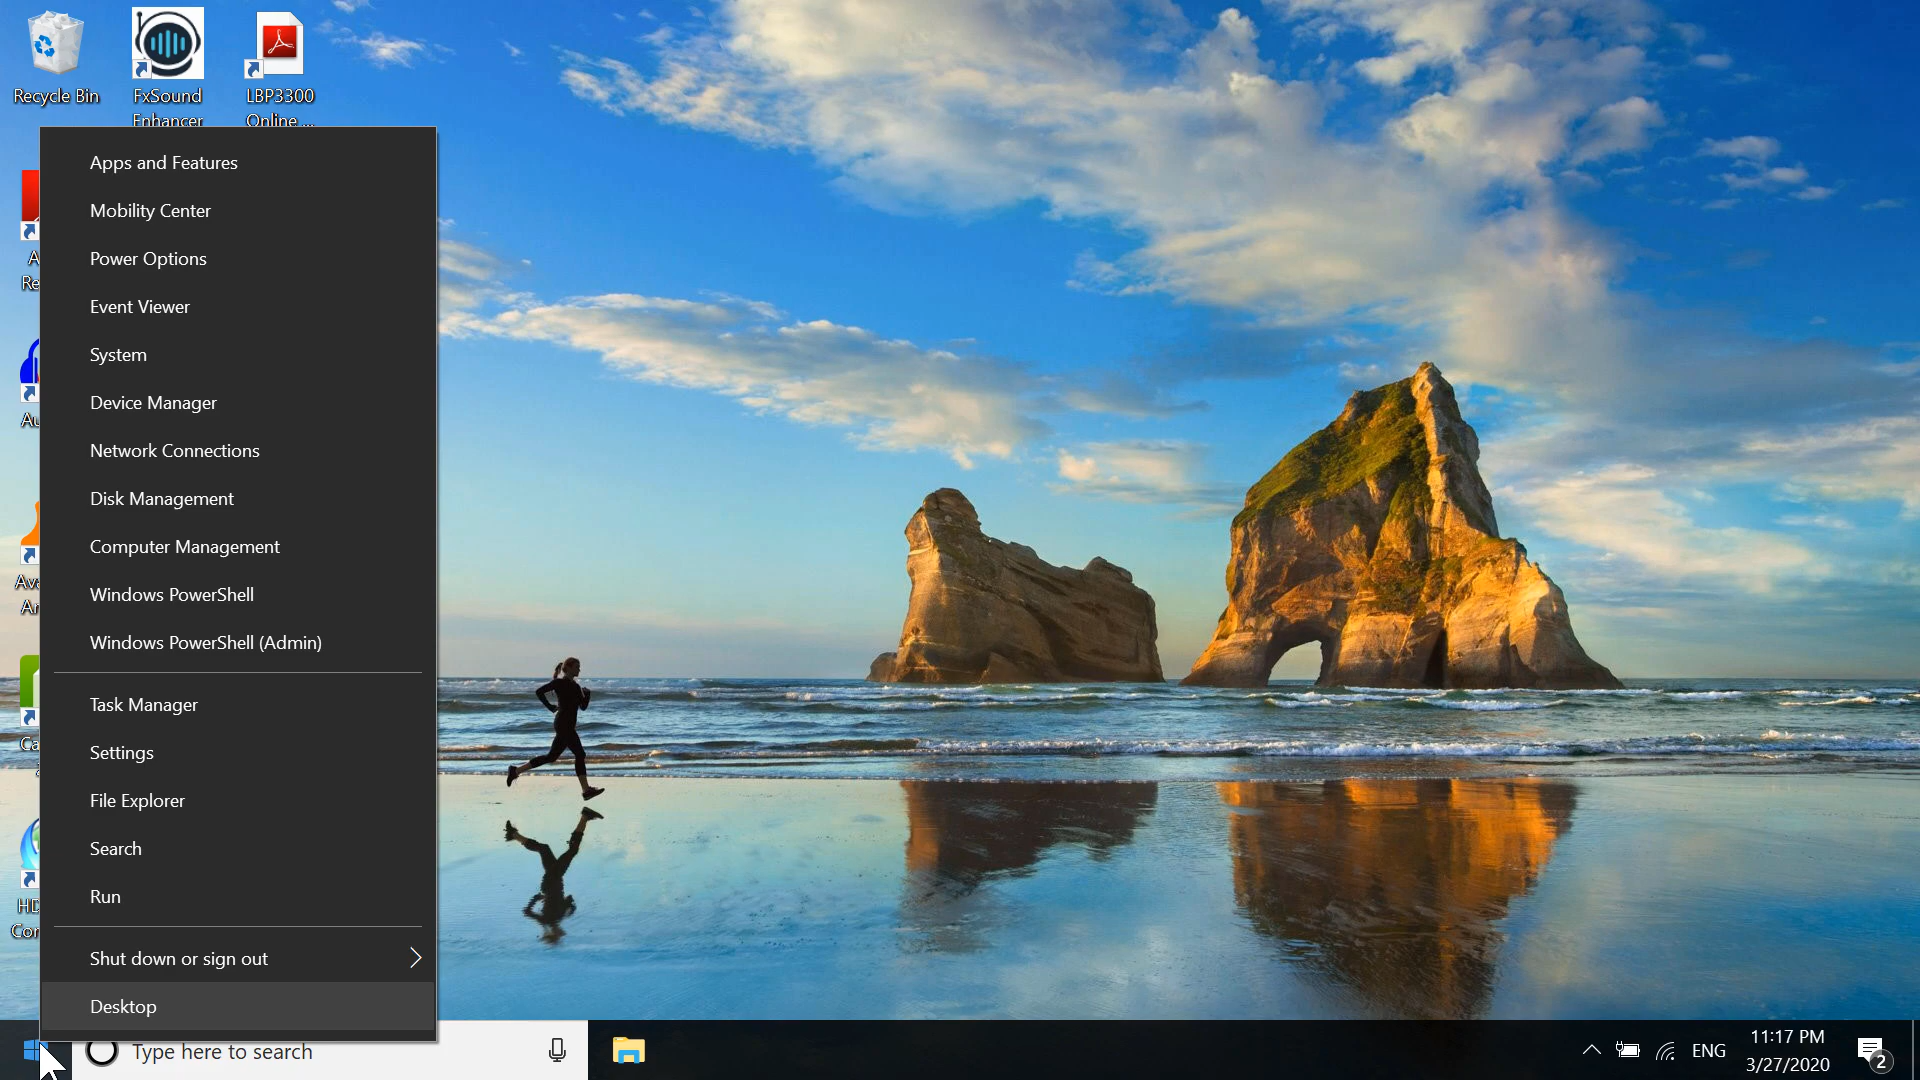 Recycle Bin
FxSound
Enhancer
LBP3300
Online ...
Apps and Features
Mobility Center
Power Options
Event Viewer
System
Device Manager
Network Connections
Disk Management
Computer Management
Windows PowerShell
Windows PowerShell (Admin)
Task Manager
Settings
File Explorer
Search
Run
Shut down or sign out
Desktop
Type here to search
ENG
11:17 PM
3/27/2020
2